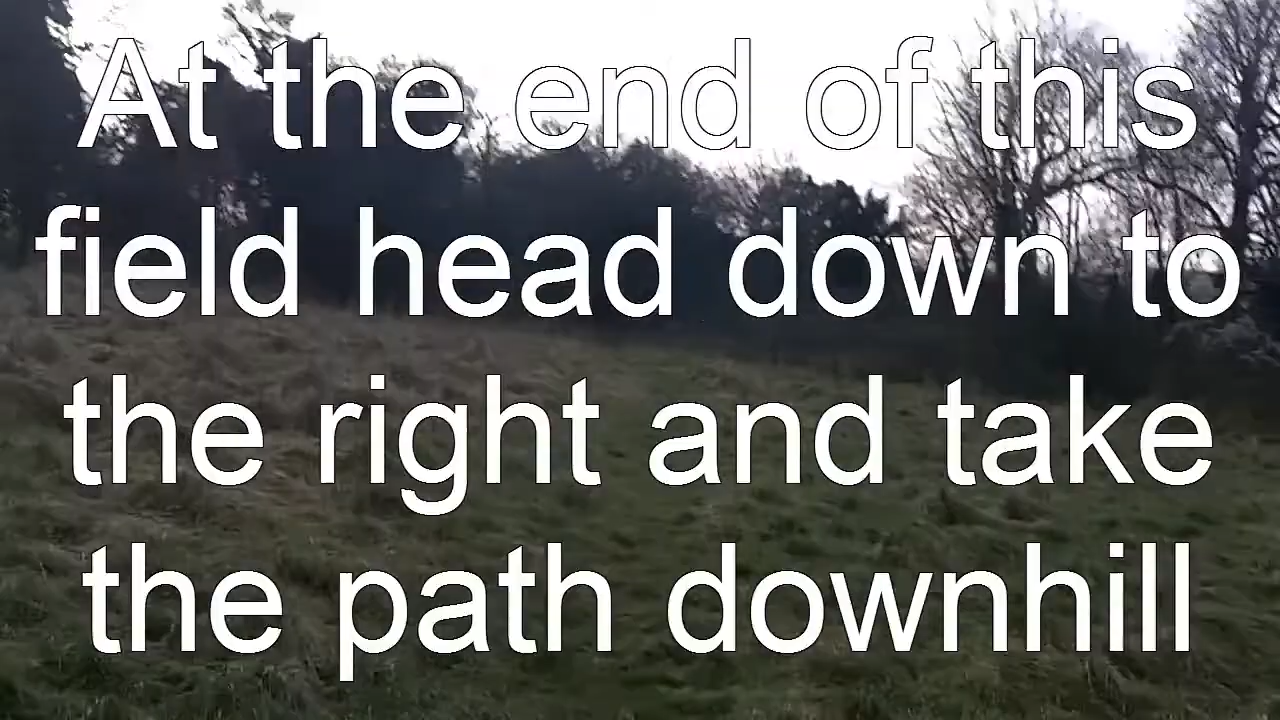 At the end of this
field head down to
the right and take
the path downhill